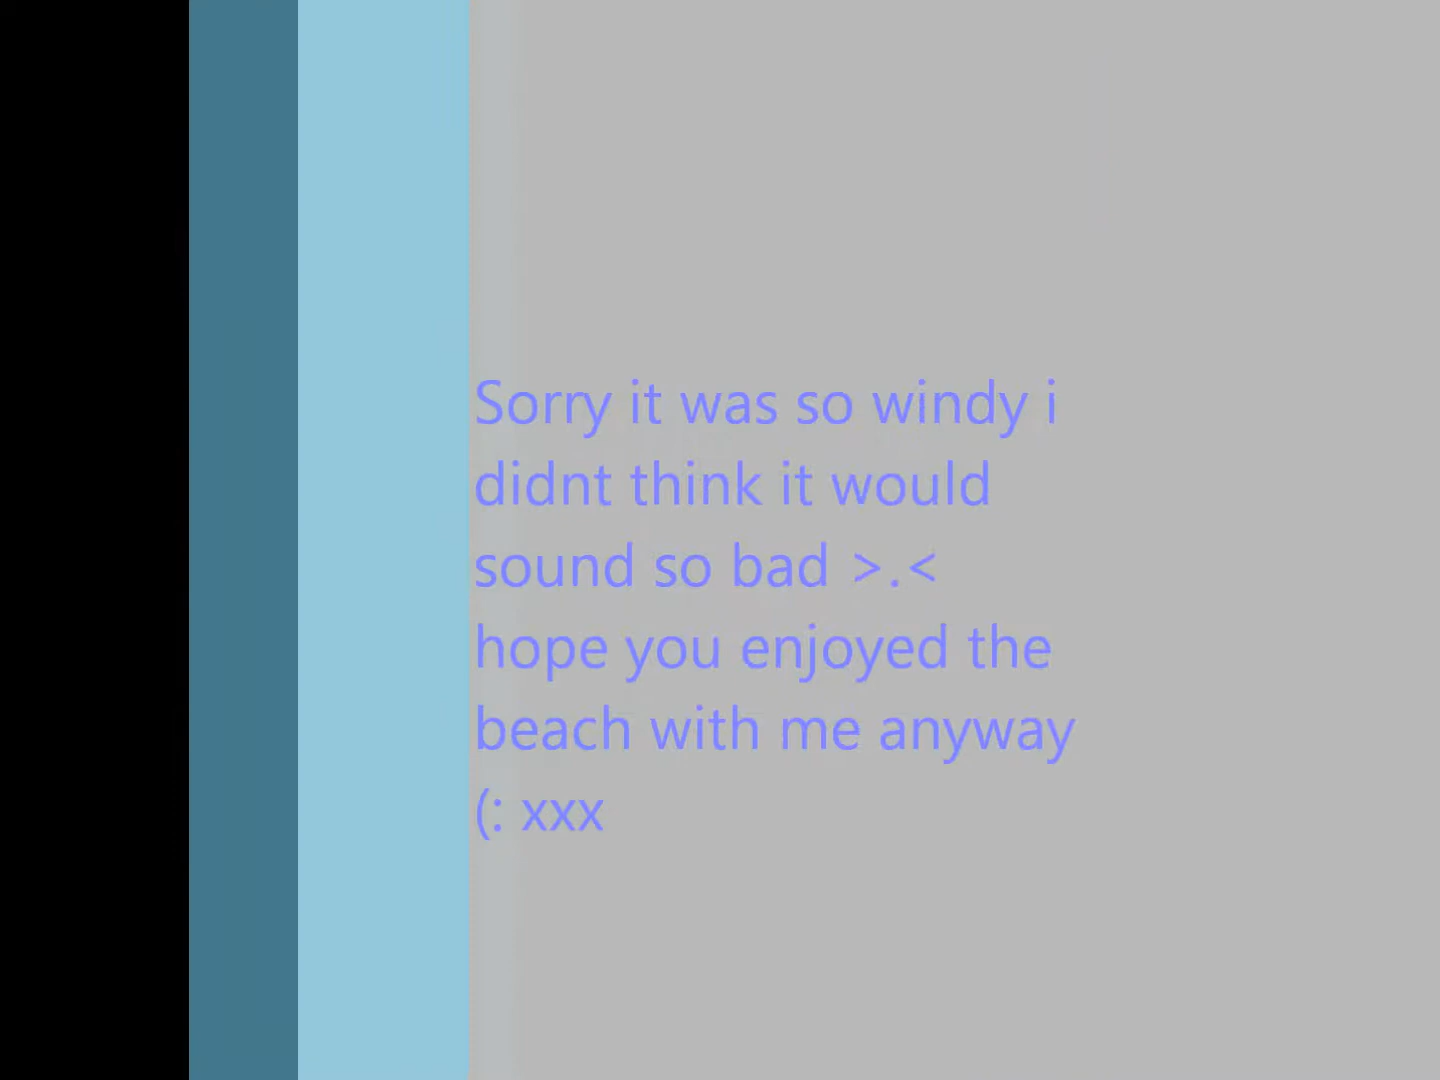 Sorry it was so windy i
didnt think it would
sound so bad >.<
hope you enjoyed the
beach with me anyway
(: xxx